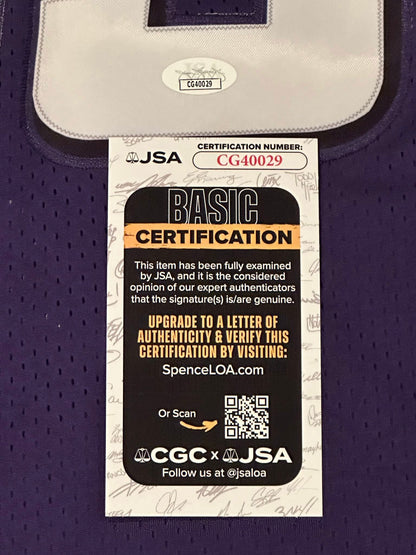 JSA
CG40029
JSA
CERTIFICATION NUMBER:
CG40029
BASIC
CERTIFICATION
This item has been fully examined
by JSA, and it is the considered
opinion of our expert authenticators
that the signature(s) is/are genuine.
UPGRADE TO A LETTER OF
AUTHENTICITY & VERIFY THIS
CERTIFICATION BY VISITING:
SpenceLOA.com
Or Scan
CGC x JSA
Follow us at @jsaloa